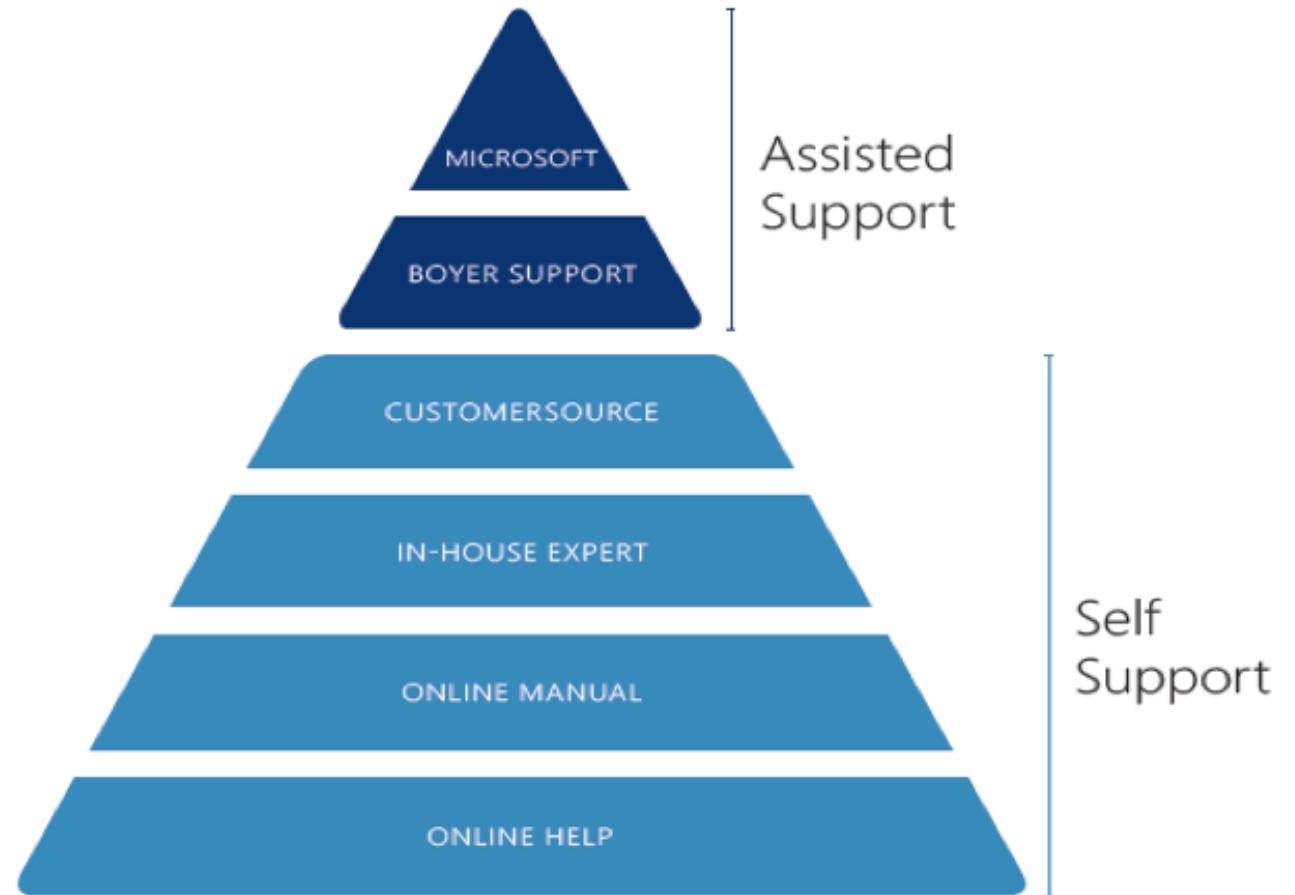 MICROSOFT
Assisted
Support
BOYER SUPPORT
CUSTOMERSOURCE
IN-HOUSE EXPERT
Self
Support
ONLINE MANUAL
ONLINE HELP